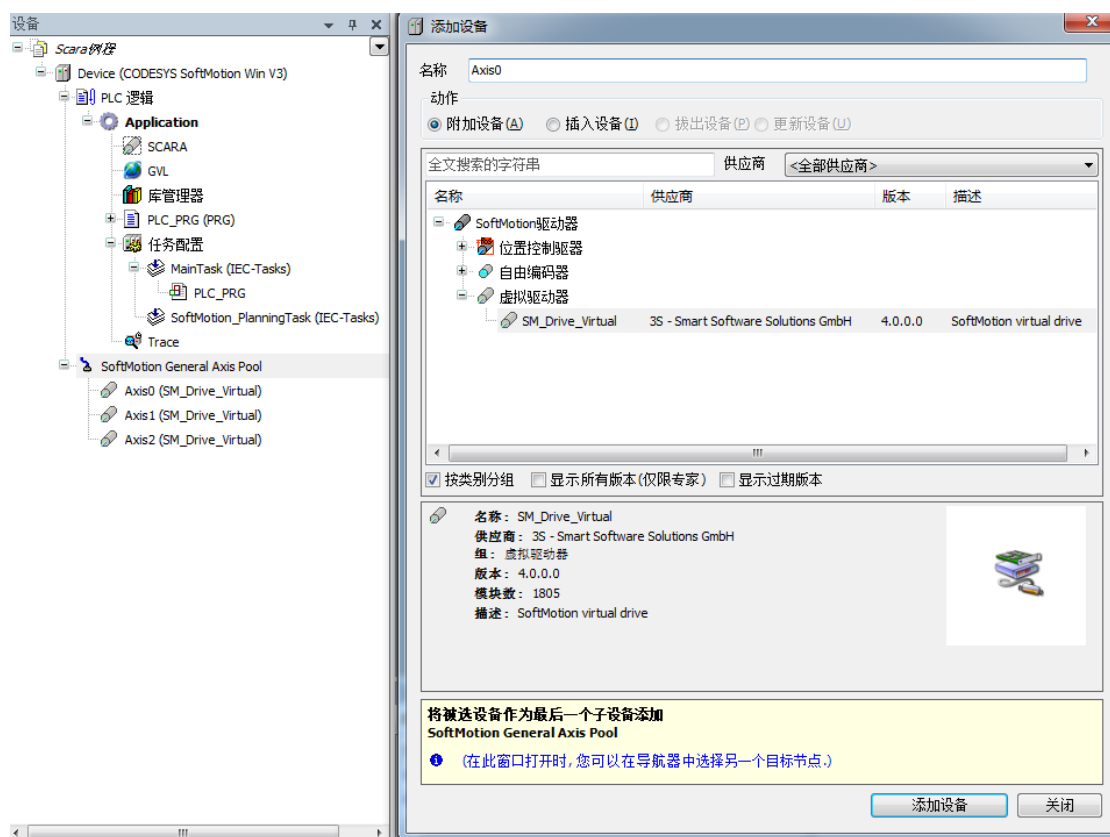 设备
Scara例程
Device (CODESYS SoftMotion Win V3)
PLC 逻辑
Application
SCARA
GVL
库管理器
PLC_PRG (PRG)
任务配置
MainTask (IEC-Tasks)
PLC_PRG
SoftMotion_PlanningTask (IEC-Tasks)
Trace
SoftMotion General Axis Pool
Axis0 (SM_Drive_Virtual)
Axis1 (SM_Drive_Virtual)
Axis2 (SM_Drive_Virtual)
添加设备
名称 Axis0
动作
附加设备(A) 插入设备(I) 拔出设备(P) 更新设备(U)
全文搜索的字符串 供应商 <全部供应商>
名称 供应商 版本 描述
SoftMotion驱动器
位置控制驱器
自由编码器
虚拟驱动器
SM_Drive_Virtual 3S - Smart Software Solutions GmbH 4.0.0.0 SoftMotion virtual drive
按类别分组 显示所有版本(仅限专家) 显示过期版本
名称: SM_Drive_Virtual
供应商: 3S - Smart Software Solutions GmbH
组: 虚拟驱动器
版本: 4.0.0.0
模块数: 1805
描述: SoftMotion virtual drive
将被选设备作为最后一个子设备添加
SoftMotion General Axis Pool
(在此窗口打开时,您可以在导航器中选择另一个目标节点.)
添加设备 关闭